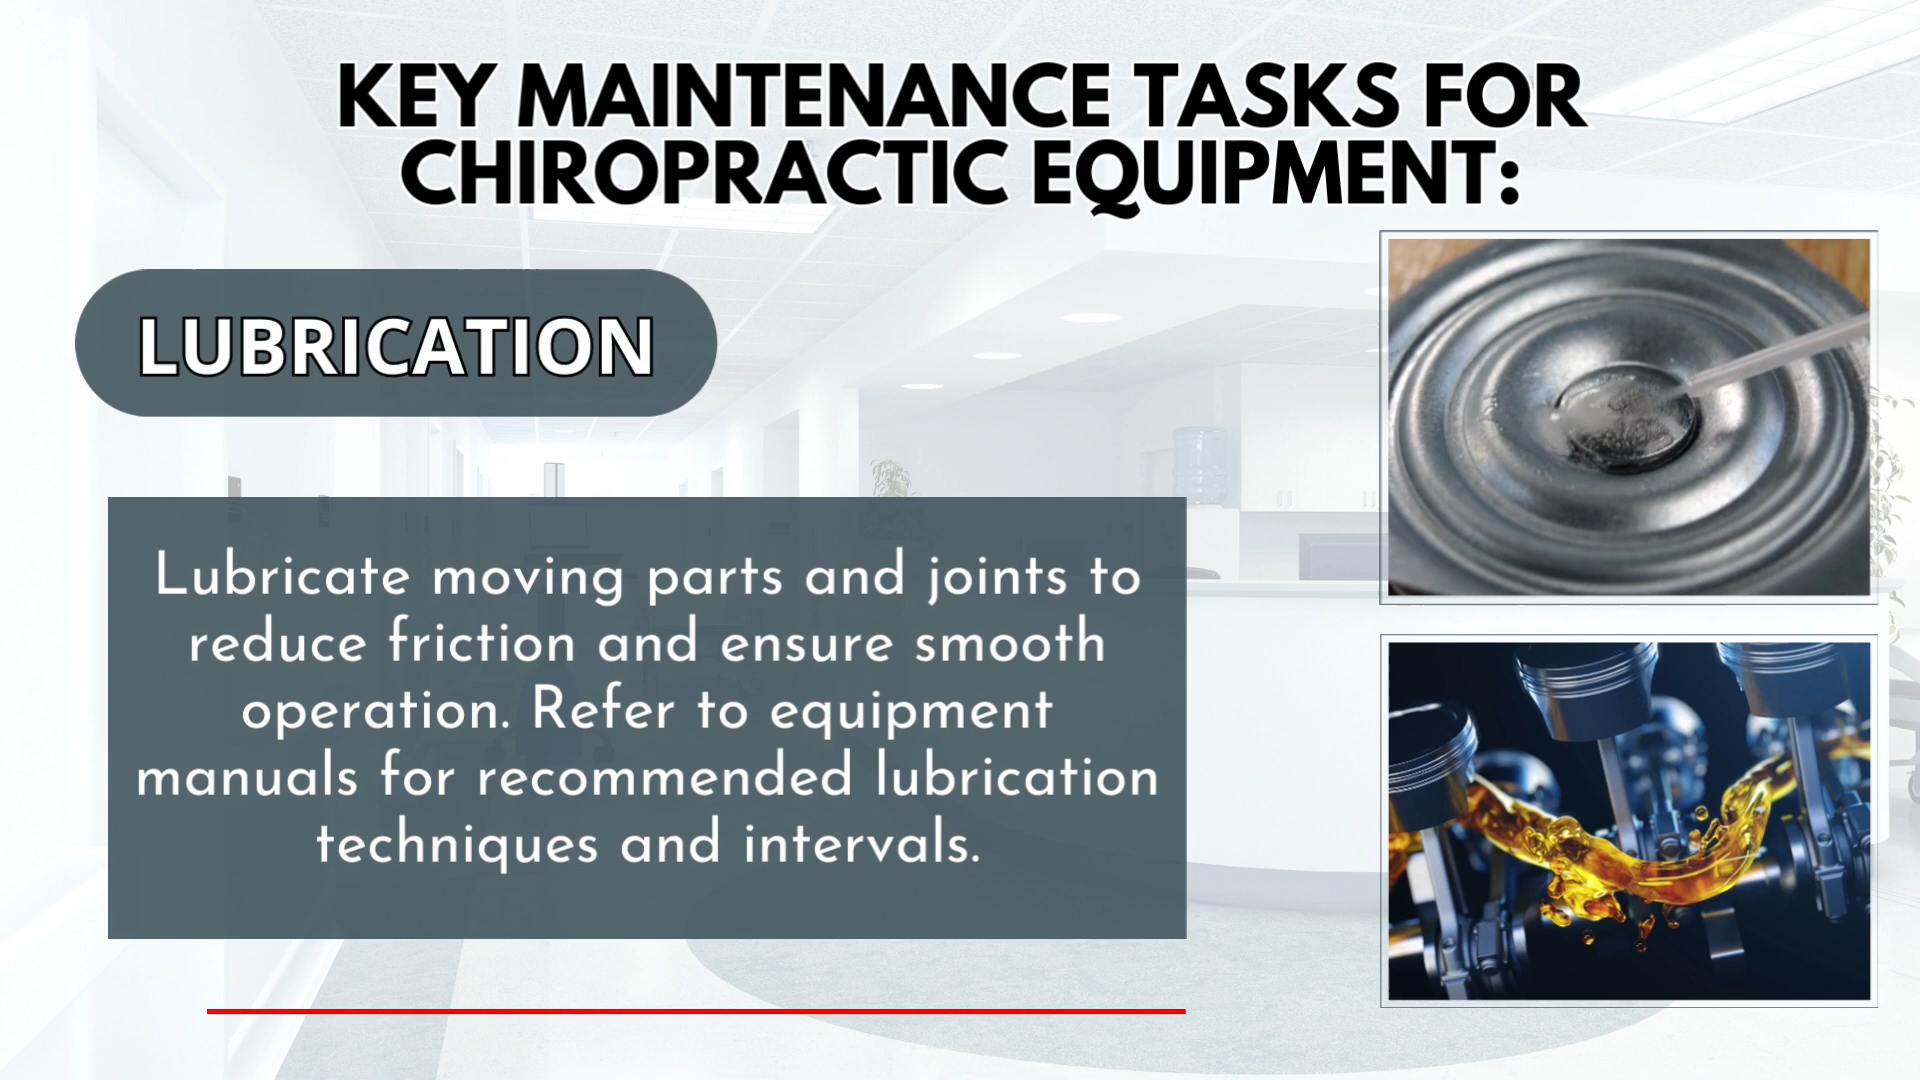 KEY MAINTENANCE TASKS FOR
CHIROPRACTIC EQUIPMENT:
LUBRICATION
Lubricate moving parts and joints to
reduce friction and ensure smooth
operation. Refer to equipment
manuals for recommended lubrication
techniques and intervals.